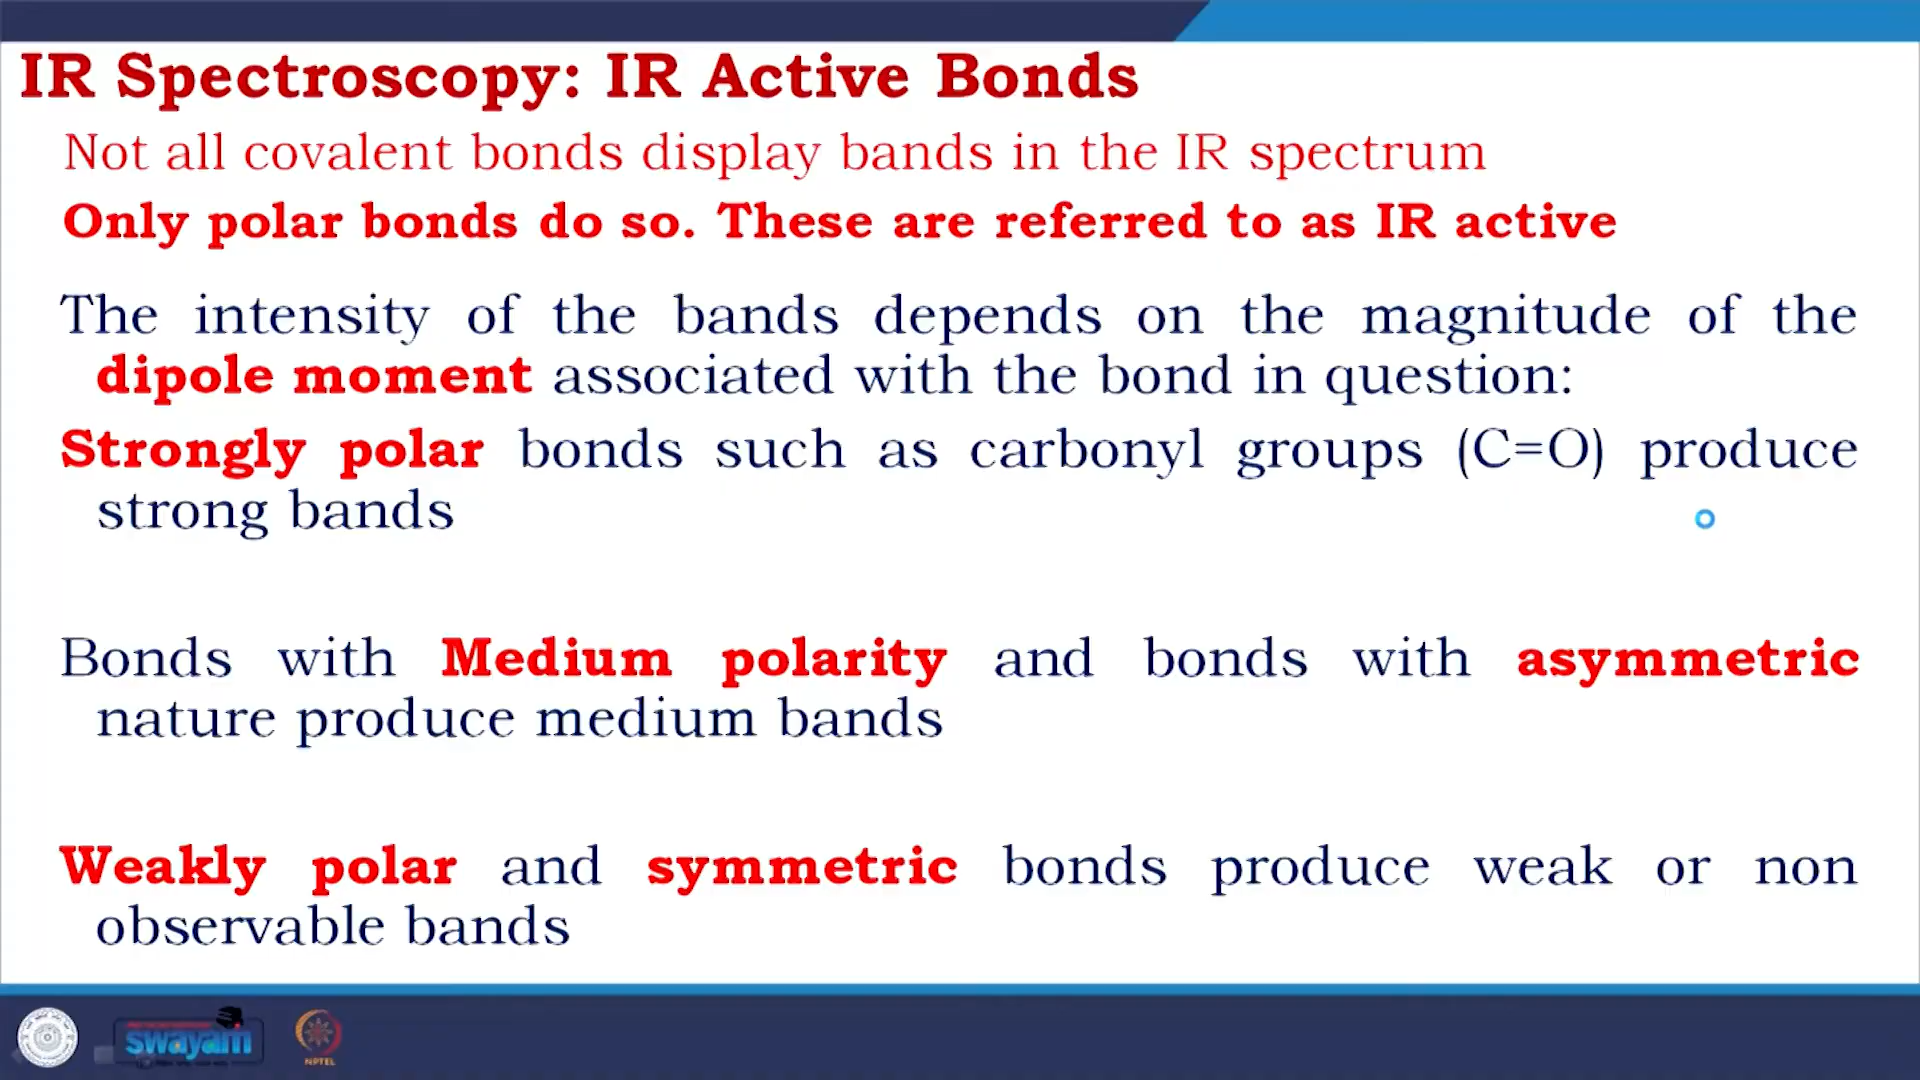 IR Spectroscopy: IR Active Bonds
Not all covalent bonds display bands in the IR spectrum
Only polar bonds do so. These are referred to as IR active
The intensity of the bands depends on the magnitude of the
dipole moment associated with the bond in question:
Strongly polar bonds such as carbonyl groups (C=O) produce
strong bands
Bonds with Medium polarity and bonds with asymmetric
nature produce medium bands
Weakly polar and symmetric bonds produce weak or non
observable bands
swayam
NPTEL